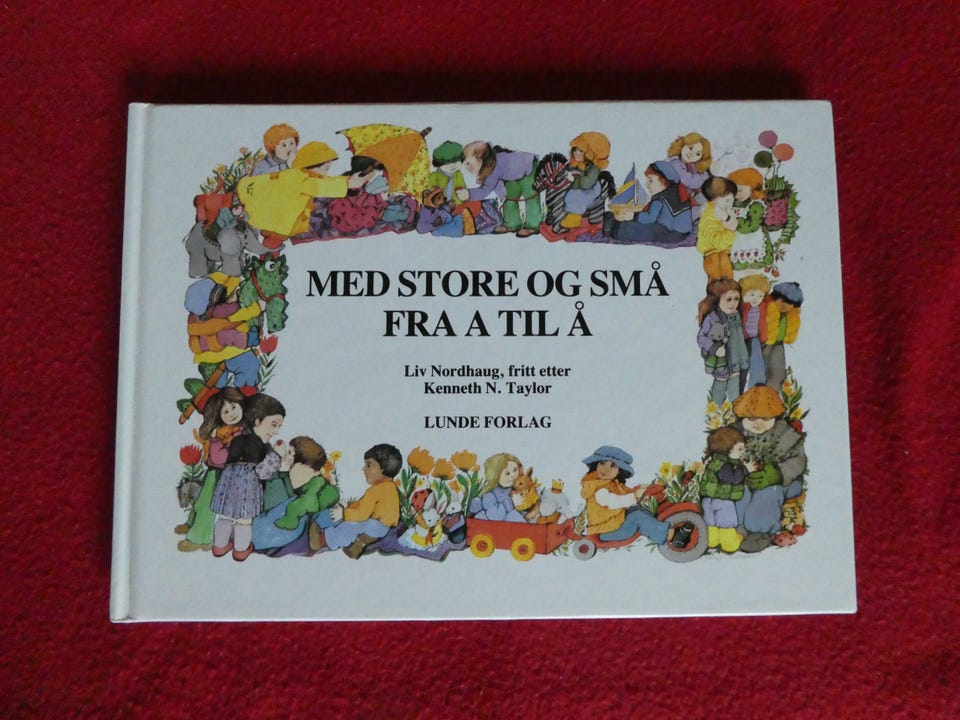 MED STORE OG SMÅ
FRA A TIL Å
Liv Nordhaug, fritt etter
Kenneth N. Taylor
LUNDE FORLAG